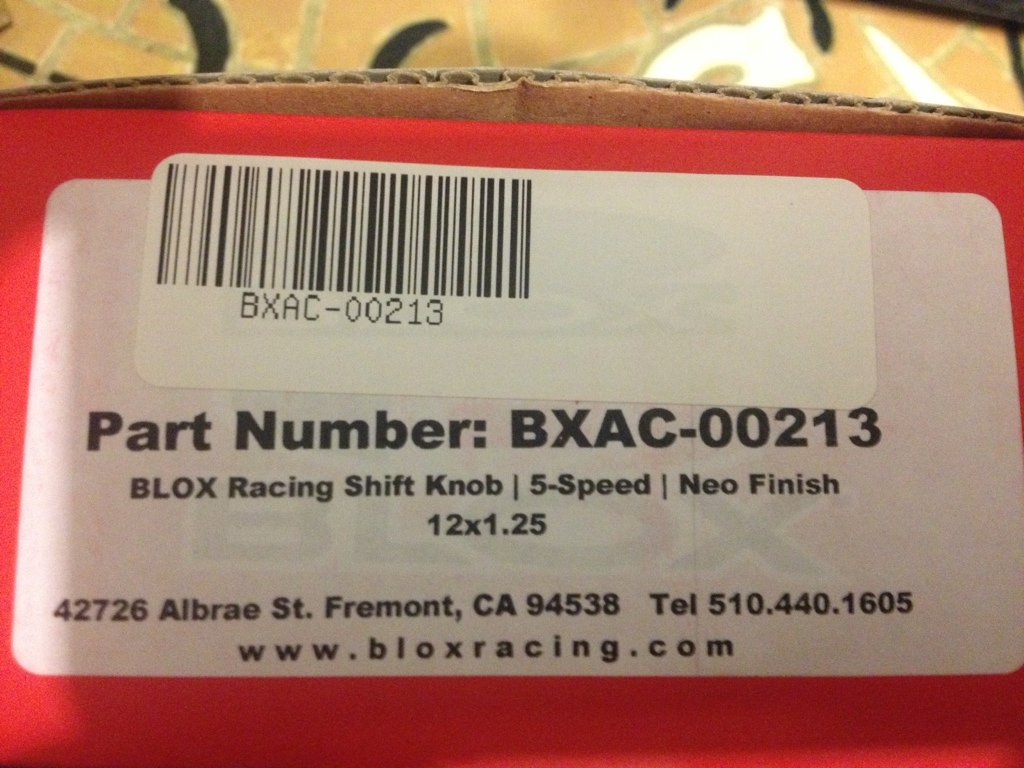 BXAC-00213
Part Number: BXAC-00213
BLOX Racing Shift Knob | 5-Speed | Neo Finish
12x1.25
42726 Albrae St. Fremont, CA 94538 Tel 510.440.1605
www.bloxracing.com